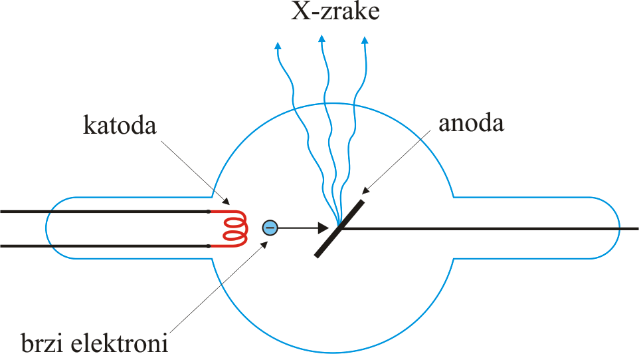 X-zrake
katoda
anoda
−
brzi elektroni